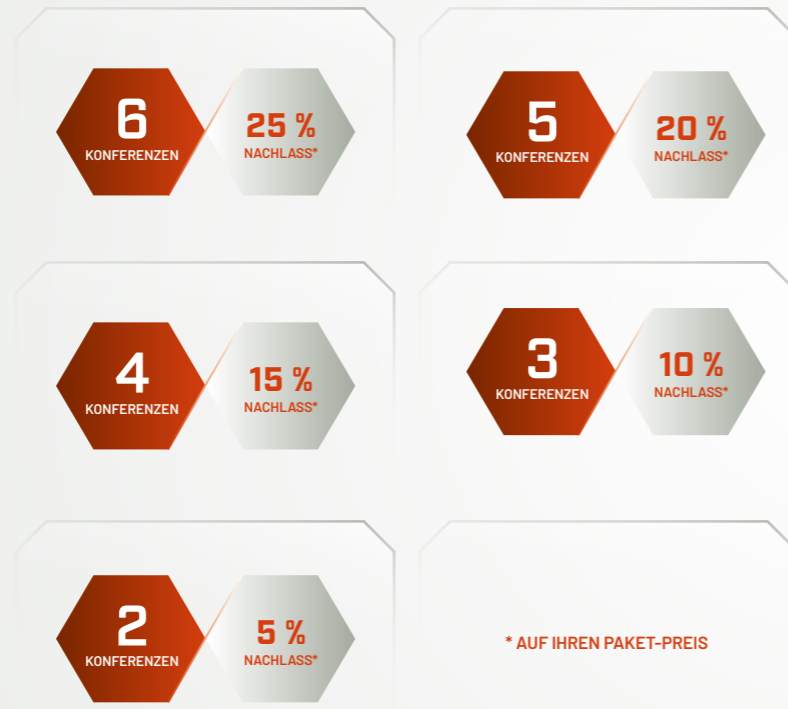 6
KONFERENZEN
25 %
NACHLASS*
5
KONFERENZEN
20 %
NACHLASS*
4
KONFERENZEN
15 %
NACHLASS*
3
KONFERENZEN
10 %
NACHLASS*
2
KONFERENZEN
5 %
NACHLASS*
* AUF IHREN PAKET-PREIS